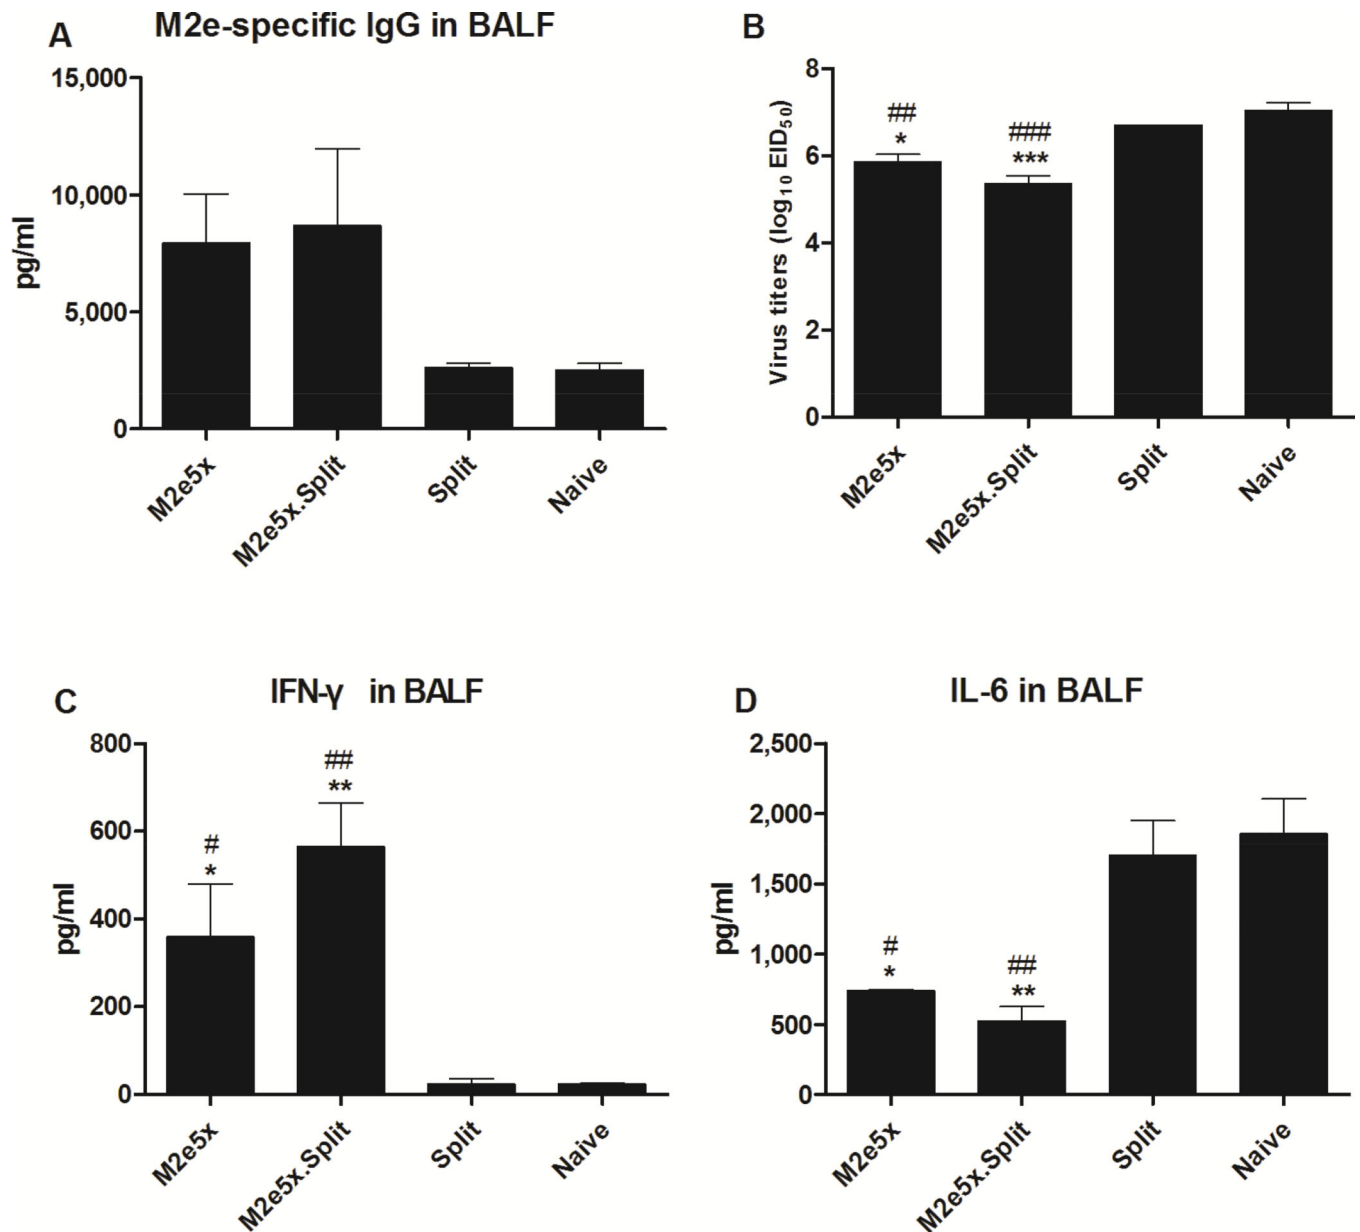 A
M2e-specific IgG in BALF
15,000
10,000
5,000
0
pg/ml
M2e5x
M2e5x.Split
Split
Naive
B
8
6
4
2
0
Virus titers (log10 EID50)
##
*
###
***
M2e5x
M2e5x.Split
Split
Naive
C
IFN-γ in BALF
800
600
400
200
0
pg/ml
#
*
##
**
M2e5x
M2e5x.Split
Split
Naive
D
IL-6 in BALF
2,500
2,000
1,500
1,000
500
0
pg/ml
#
*
##
**
M2e5x
M2e5x.Split
Split
Naive